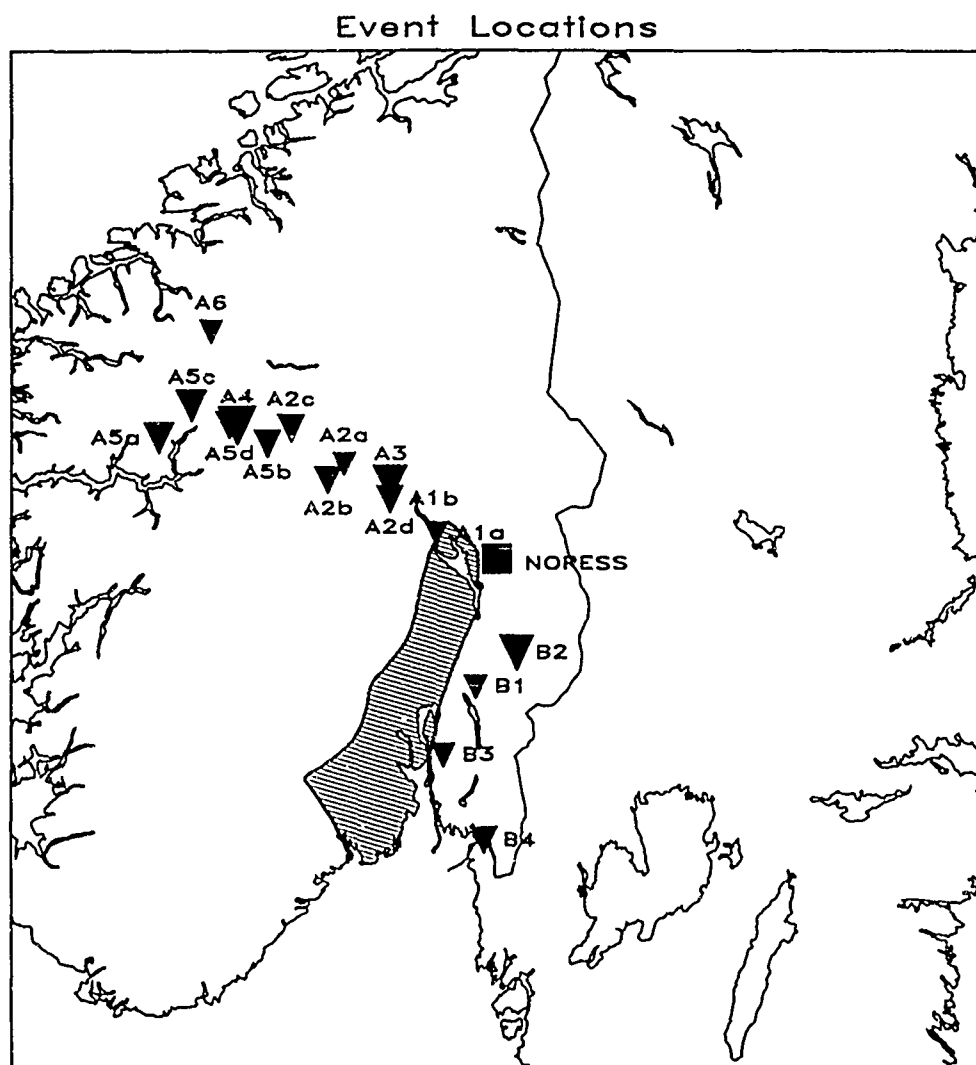 Event Locations
A6
A5c
A4
A2c
A5a
A5d
A5b
A2a
A3
A2b
A1b
A2d
A1a
NORESS
B2
B1
B3
B4